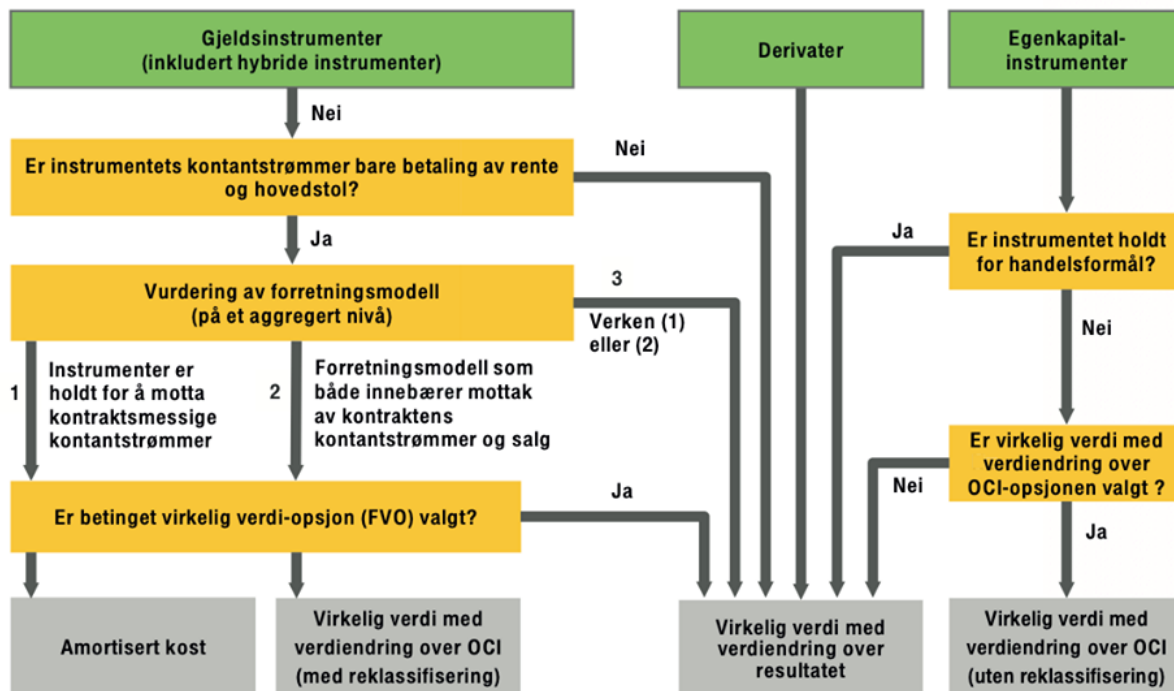 Gjeldsinstrumenter
(inkludert hybride instrumenter)
Derivater
Egenkapital-
instrumenter
Nei
Er instrumentets kontantstrømmer bare betaling av rente
og hovedstol?
Nei
Ja
Ja
Er instrumentet holdt
for handelsformål?
Vurdering av forretningsmodell
(på et aggregert nivå)
3
Verken (1)
eller (2)
Nei
1
Instrumenter er
holdt for å motta
kontraktsmessige
kontantstrømmer
2
Forretningsmodell som
både innebærer mottak
av kontraktens
kontantstrømmer og salg
Er virkelig verdi med
verdiendring over
OCI-opsjonen valgt ?
Nei
Er betinget virkelig verdi-opsjon (FVO) valgt?
Ja
Ja
Amortisert kost
Virkelig verdi med
verdiendring over OCI
(med reklassifisering)
Virkelig verdi med
verdiendring over
resultatet
Virkelig verdi med
verdiendring over OCI
(uten reklassifisering)